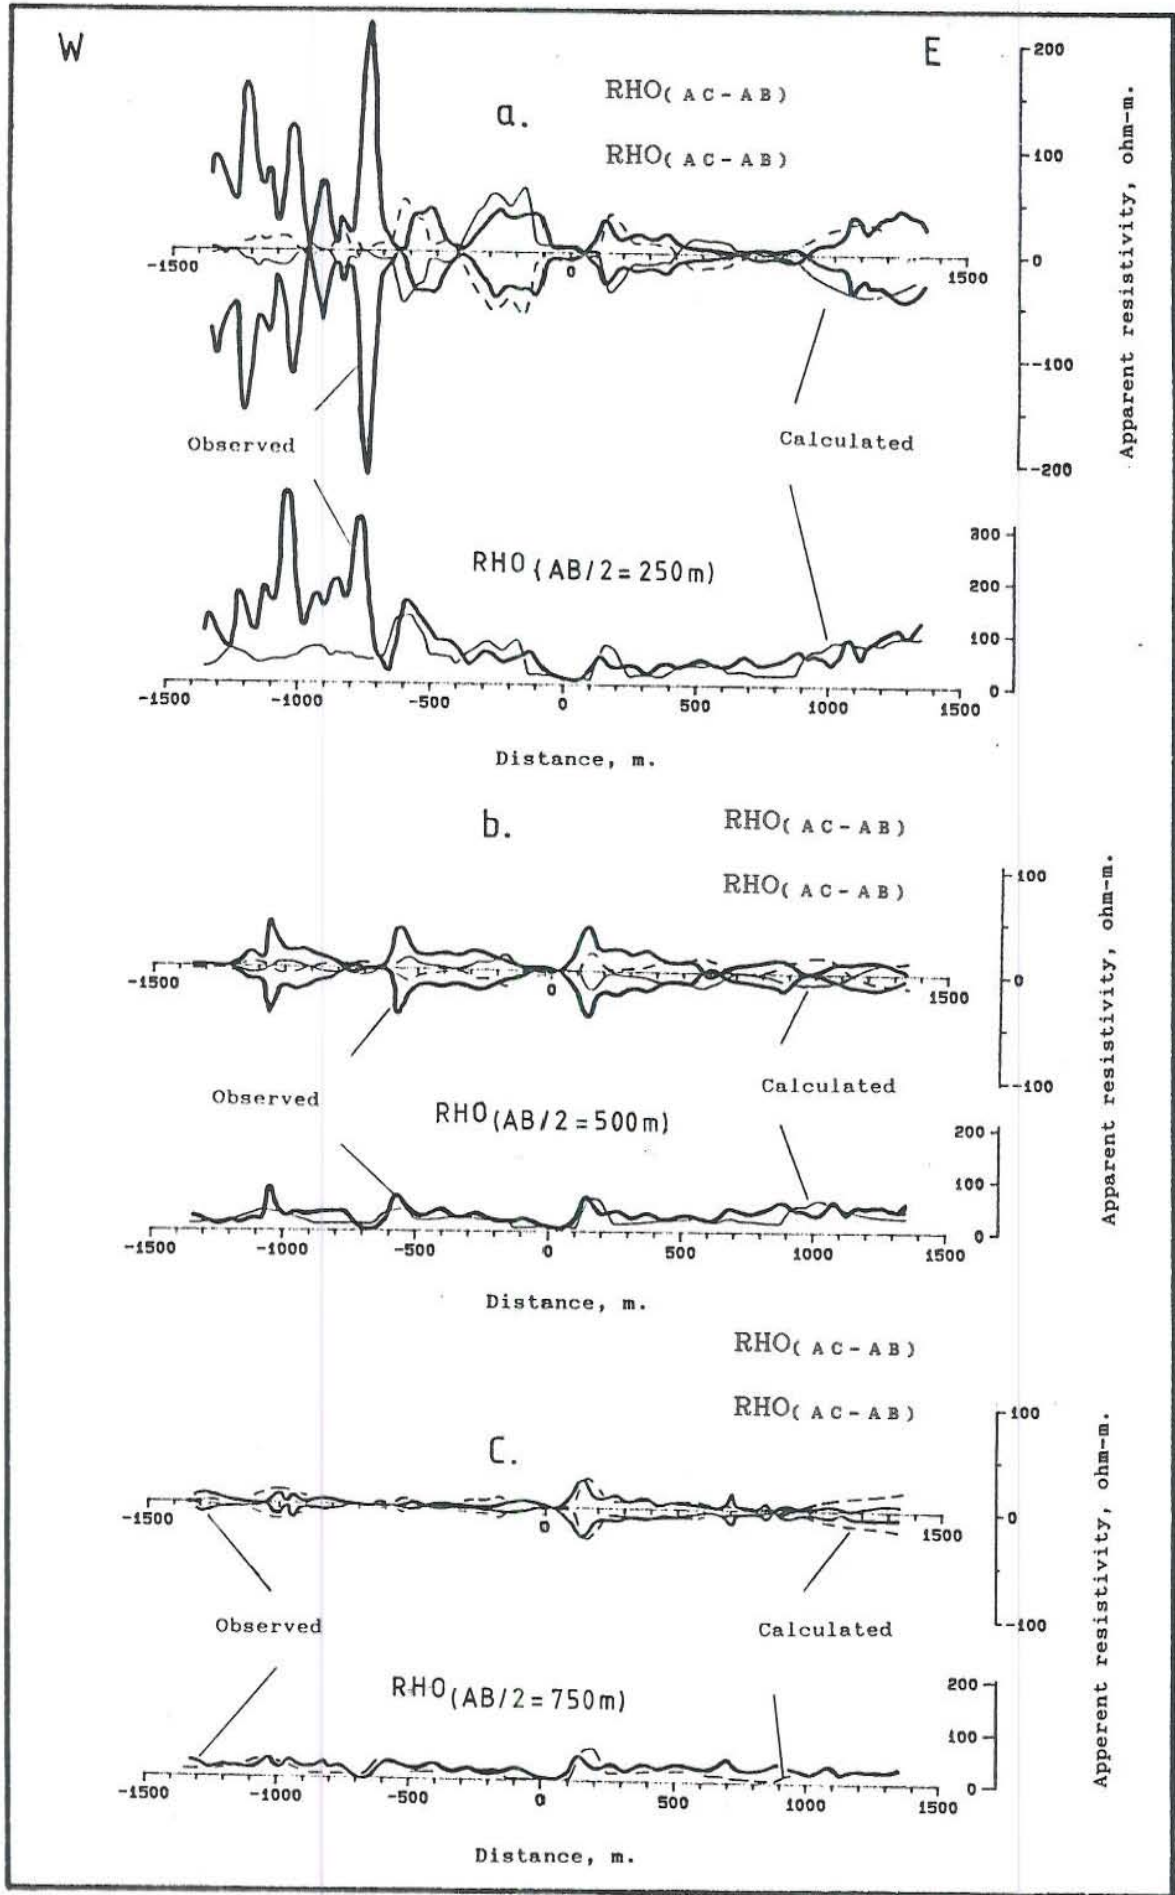 W
E
a.
RHO( AC - AB )
RHO( AC - AB )
200
100
0
-100
-200
Apparent resistivity, ohm-m.
-1500
0
1500
Observed
Calculated
RHO (AB/2 = 250m)
300
200
100
0
-1500 -1000 -500 0 500 1000 1500
Distance, m.
b.
RHO( AC - AB )
RHO( AC - AB )
100
0
-100
Apparent resistivity, ohm-m.
-1500
0
1500
Observed
Calculated
RHO (AB/2 = 500m)
200
100
0
-1500 -1000 -500 0 500 1000 1500
Distance, m.
RHO( AC - AB )
RHO( AC - AB )
C.
100
0
-100
Apperent resistivity, ohm-m.
-1500
0
1500
Observed
Calculated
RHO (AB/2 = 750m)
200
100
0
-1500 -1000 -500 0 500 1000 1500
Distance, m.